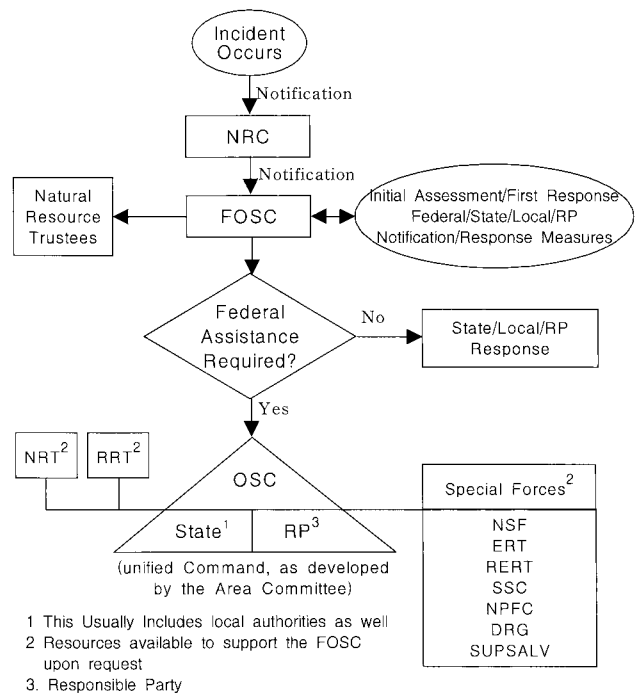 Incident
Occurs
Notification
NRC
Notification
Natural
Resource
Trustees
FOSC
Initial Assessment/First Response
Federal/State/Local/RP
Notification/Response Measures
Federal
Assistance
Required?
No
State/Local/RP
Response
Yes
NRT2
RRT2
OSC
State1
RP3
(unified Command, as developed
by the Area Committee)
Special Forces2
NSF
ERT
RERT
SSC
NPFC
DRG
SUPSALV
1 This Usually Includes local authorities as well
2 Resources available to support the FOSC
upon request
3. Responsible Party